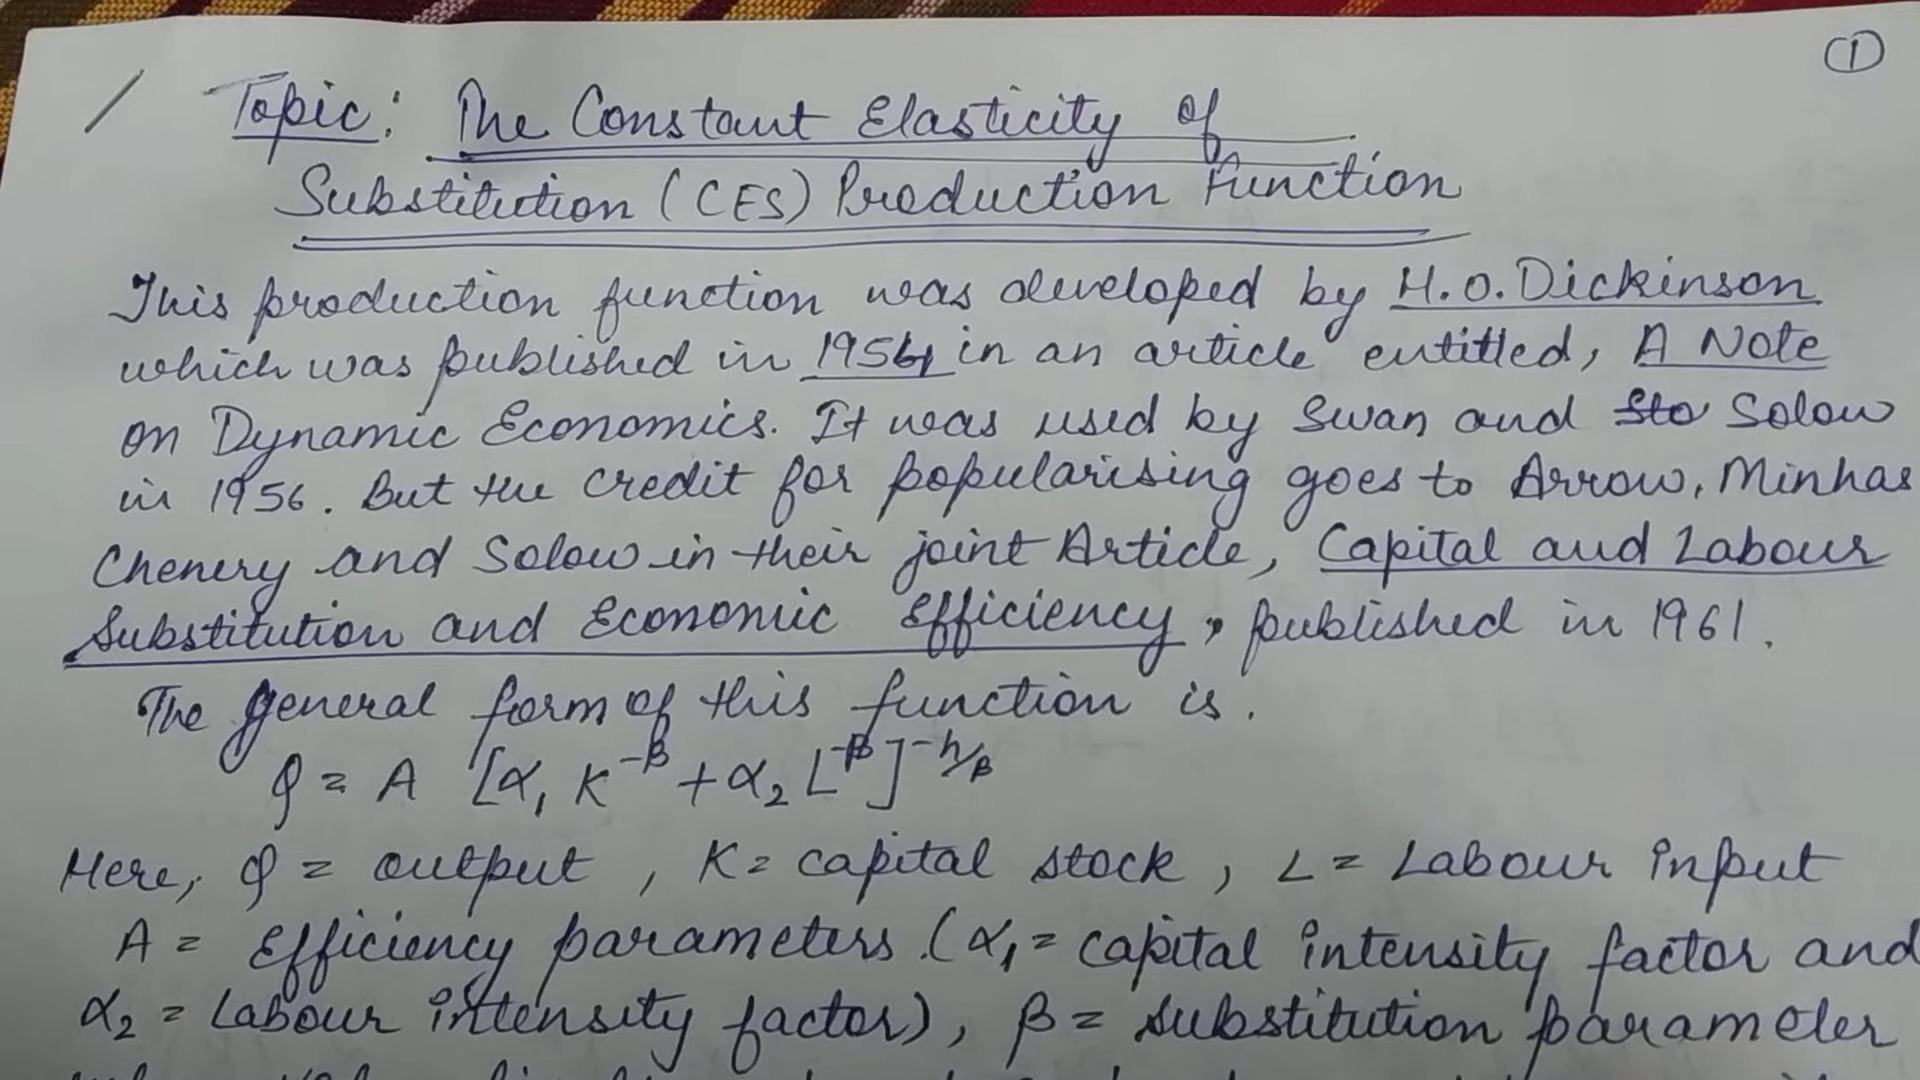 ①
Topic: The Constant Elasticity of
Substitution (CES) Production Function
This production function was developed by H.O. Dickinson
which was published in 1954 in an article entitled, A Note
on Dynamic Economics. It was used by Swan and Sto Solow
in 1956. But the credit for popularising goes to Arrow, Minhas
Chenery and Solow in their joint Article, Capital and Labour
Substitution and Economic Efficiency, published in 1961.
The general form of this function is.
Q = A [α₁ K^-β + α₂ L^-β]^-h/β
Here, Q = output, K = capital stock, L = Labour input
A = Efficiency parameters. (α₁ = capital intensity factor and
α₂ = Labour intensity factor), β = substitution parameter